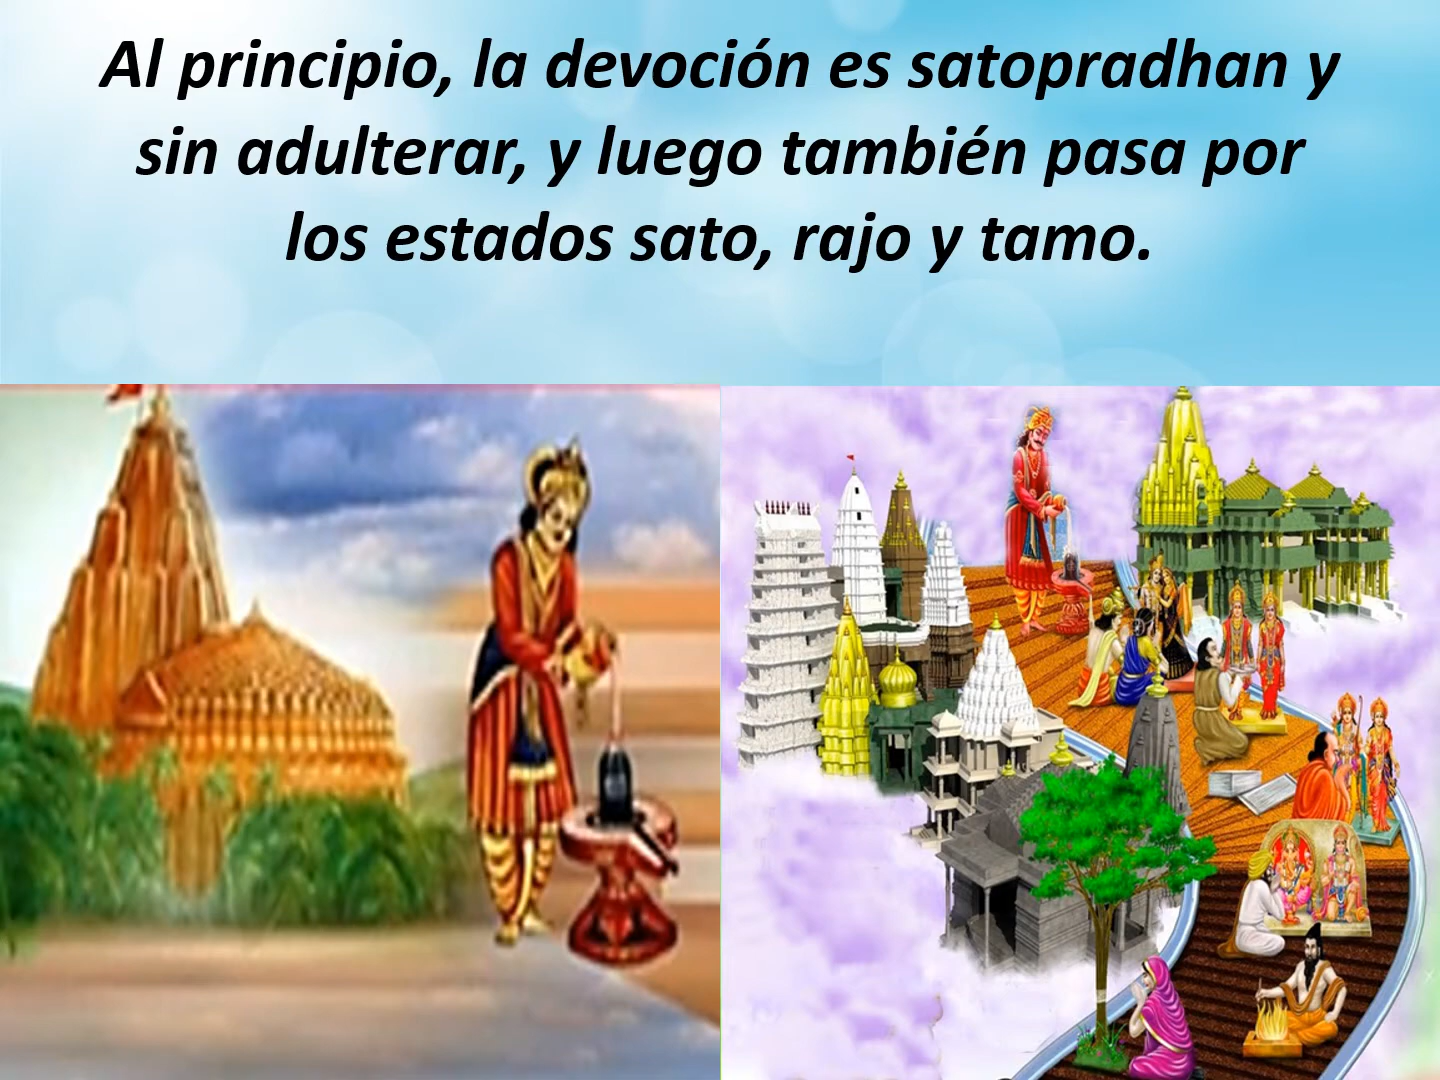 Al principio, la devoción es satopradhan y
sin adulterar, y luego también pasa por
los estados sato, rajo y tamo.